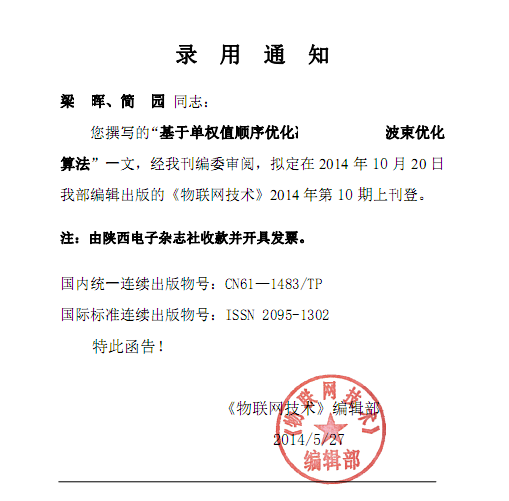 录 用 通 知
梁 晖、简 园 同志：
您撰写的“基于单权值顺序优化 波束优化
算法”一文，经我刊编委审阅，拟定在 2014 年 10 月 20 日
我部编辑出版的《物联网技术》2014 年第 10 期上刊登。
注：由陕西电子杂志社收款并开具发票。
国内统一连续出版物号：CN61—1483/TP
国际标准连续出版物号：ISSN 2095-1302
特此函告！
《物联网技术》编辑部
2014/5/27
《物联网技术》
编辑部